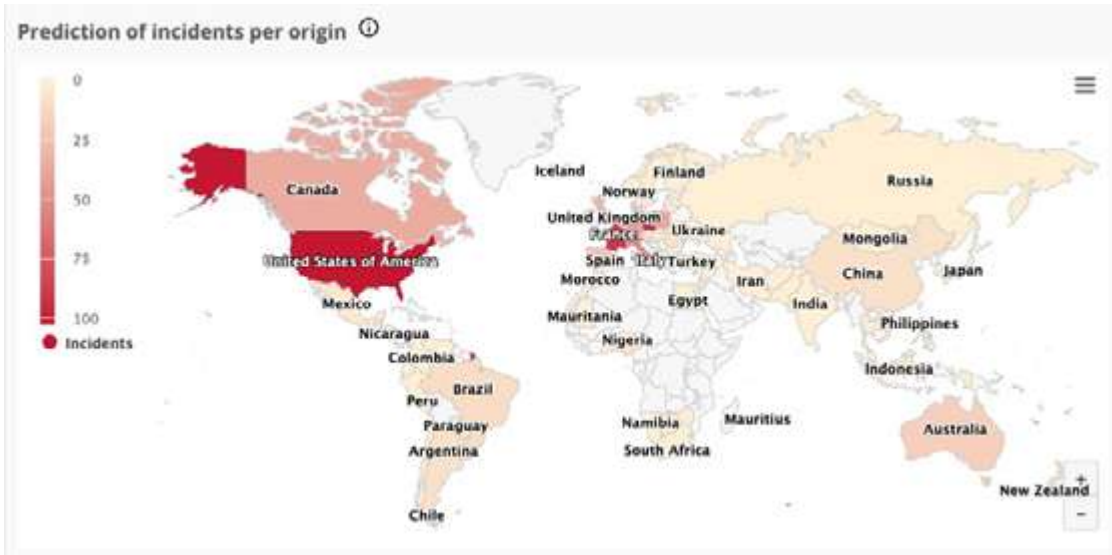 Prediction of incidents per origin
0
25
50
75
100
Incidents
Canada
United States of America
Mexico
Nicaragua
Colombia
Brazil
Peru
Paraguay
Argentina
Chile
Iceland
Finland
Norway
Russia
United Kingdom
France
Ukraine
Spain
Italy
Turkey
Morocco
Mauritania
Egypt
Nigeria
Iran
Mongolia
China
Japan
India
Philippines
Indonesia
Namibia
Mauritius
South Africa
Australia
New Zealand
+
−